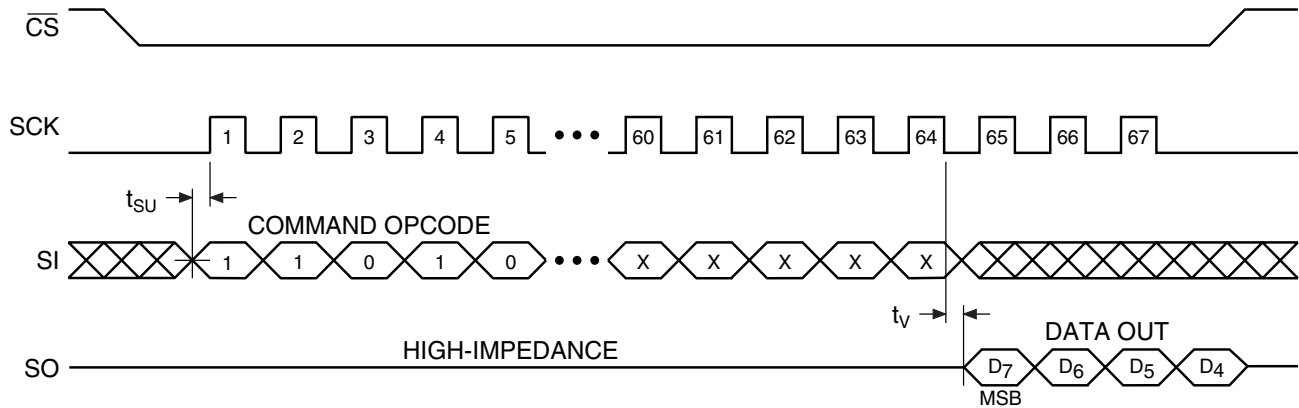 CS
SCK 1 2 3 4 5 ••• 60 61 62 63 64 65 66 67
tSU
COMMAND OPCODE
SI 1 1 0 1 0 ••• X X X X X
tV
HIGH-IMPEDANCE
DATA OUT
SO D7 D6 D5 D4
MSB